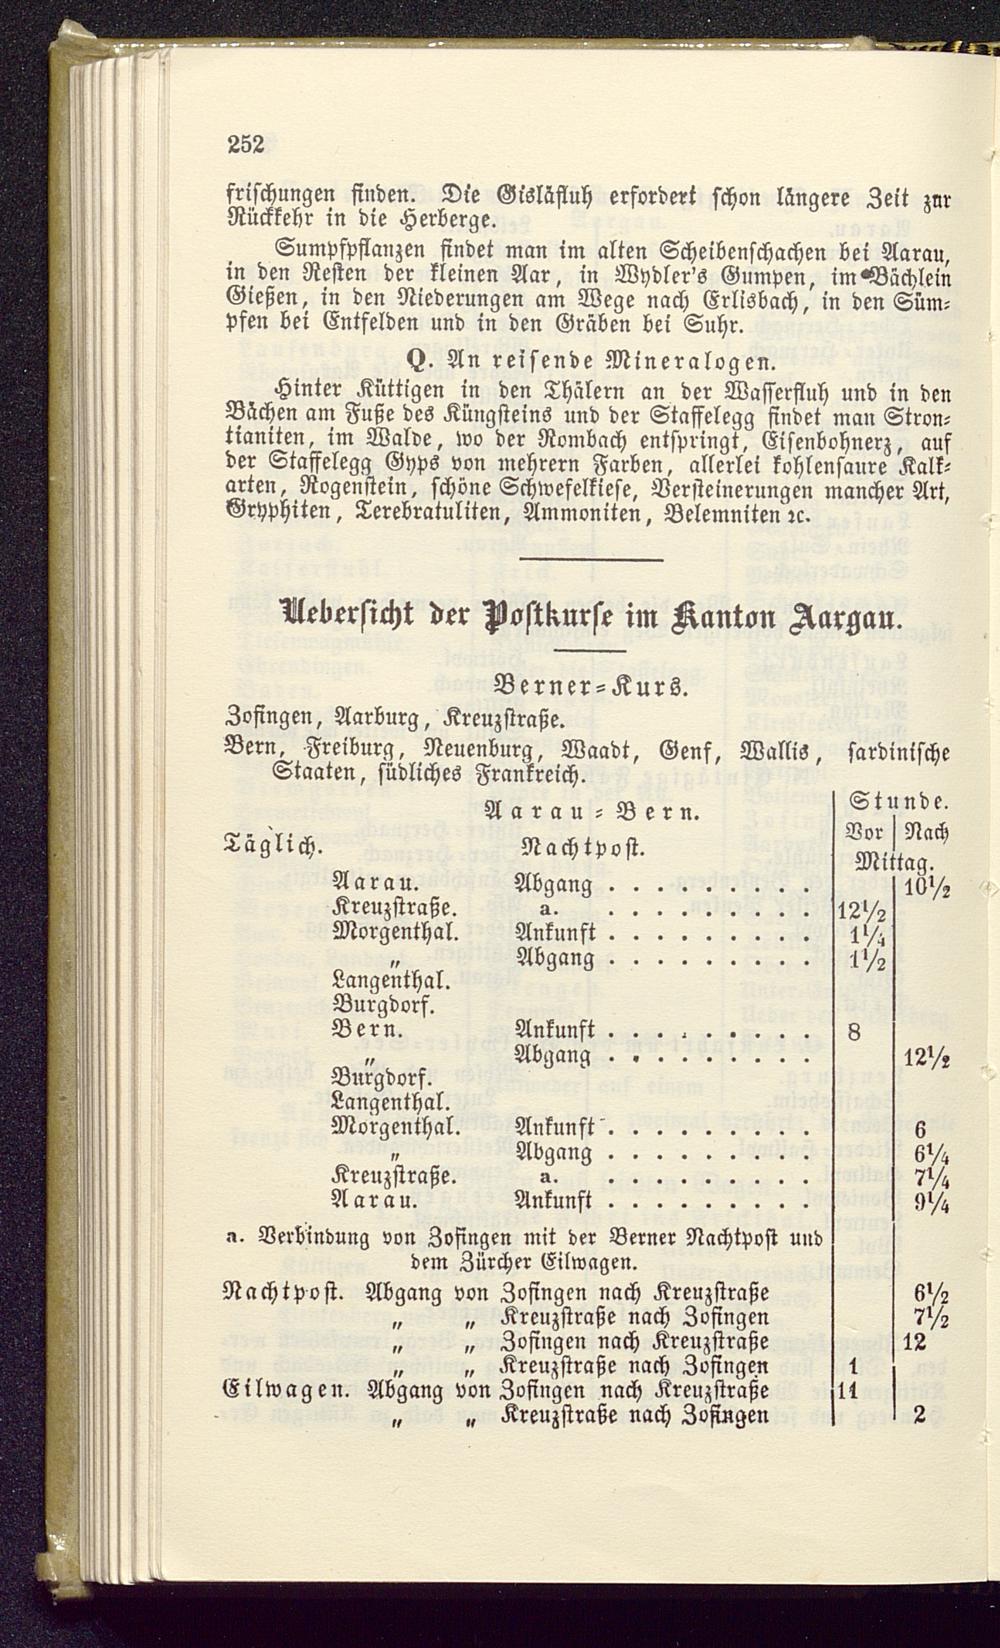 252
frischungen finden. Die Gisläfluh erfordert schon längere Zeit zur
Rückkehr in die Herberge.
Sumpfpflanzen findet man im alten Scheibenschachen bei Aarau,
in den Resten der kleinen Aar, in Wydler's Gumpen, im Bächlein
Gießen, in den Niederungen am Wege nach Erlisbach, in den Süm-
pfen bei Entfelden und in den Gräben bei Suhr.
Q. An reisende Mineralogen.
Hinter Küttigen in den Thälern an der Wasserfluh und in den
Bächen am Fuße des Küngsteins und der Staffelegg findet man Stron-
tianiten, im Walde, wo der Rombach entspringt, Eisenbohnerz, auf
der Staffelegg Gyps von mehrern Farben, allerlei kohlensaure Kalk-
arten, Rogenstein, schöne Schwefelkiese, Versteinerungen mancher Art,
Gryphiten, Terebratuliten, Ammoniten, Belemniten ꝛc.
Uebersicht der Postkurse im Kanton Aargau.
Berner-Kurs.
Zofingen, Aarburg, Kreuzstraße.
Bern, Freiburg, Neuenburg, Waadt, Genf, Wallis, sardinische
Staaten, südliches Frankreich.
Aarau-Bern. Stunde.
Vor Nach
Täglich. Nachtpost. Mittag.
Aarau. Abgang . . . . . . . . . 10½
Kreuzstraße. a. . . . . . . . . . 12½
Morgenthal. Ankunft . . . . . . . . . 1¼
„ Abgang . . . . . . . . . 1½
Langenthal.
Burgdorf.
Bern. Ankunft . . . . . . . . . 8
„ Abgang . . . . . . . . . 12½
Burgdorf.
Langenthal.
Morgenthal. Ankunft . . . . . . . . . 6
„ Abgang . . . . . . . . . 6¼
Kreuzstraße. a. . . . . . . . . . 7¼
Aarau. Ankunft . . . . . . . . . 9¼
a. Verbindung von Zofingen mit der Berner Nachtpost und
dem Zürcher Eilwagen.
Nachtpost. Abgang von Zofingen nach Kreuzstraße 6½
„ „ Kreuzstraße nach Zofingen 7½
„ „ Zofingen nach Kreuzstraße 12
„ „ Kreuzstraße nach Zofingen 1
Eilwagen. Abgang von Zofingen nach Kreuzstraße 11
„ „ Kreuzstraße nach Zofingen 2